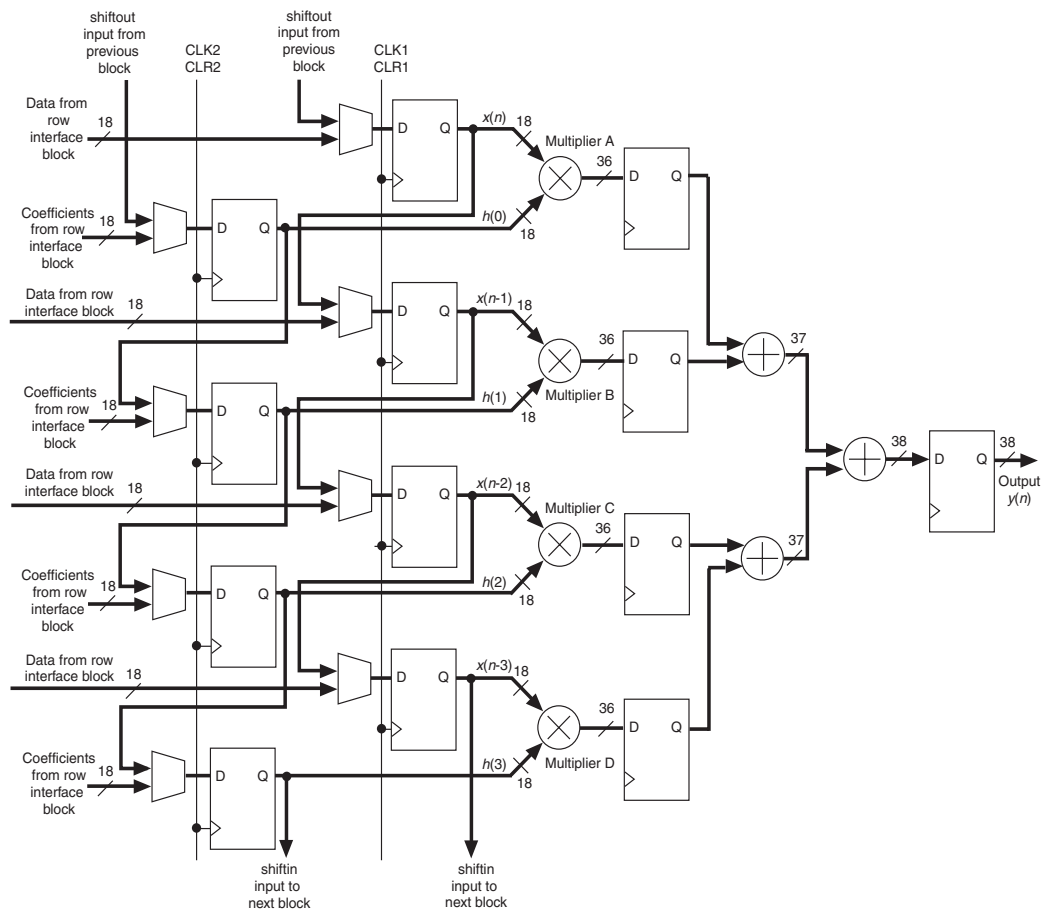 shiftout
input from
previous
block
CLK2
CLR2
shiftout
input from
previous
block
CLK1
CLR1
Data from
row
interface
block
18
D Q
x(n)
18
Multiplier A
36
D Q
Coefficients
from row
interface
block
18
D Q
h(0)
18
Data from row
interface block
18
D Q
x(n-1)
18
36
D Q
37
Multiplier B
Coefficients
from row
interface
block
18
D Q
h(1)
18
38
D Q
38
Output
y(n)
Data from row
interface block
18
D Q
x(n-2)
18
Multiplier C
36
D Q
37
Coefficients
from row
interface
block
18
D Q
h(2)
18
Data from row
interface block
18
D Q
x(n-3)
18
36
D Q
Multiplier D
Coefficients
from row
interface
block
18
D Q
h(3)
18
shiftin
input to
next block
shiftin
input to
next block